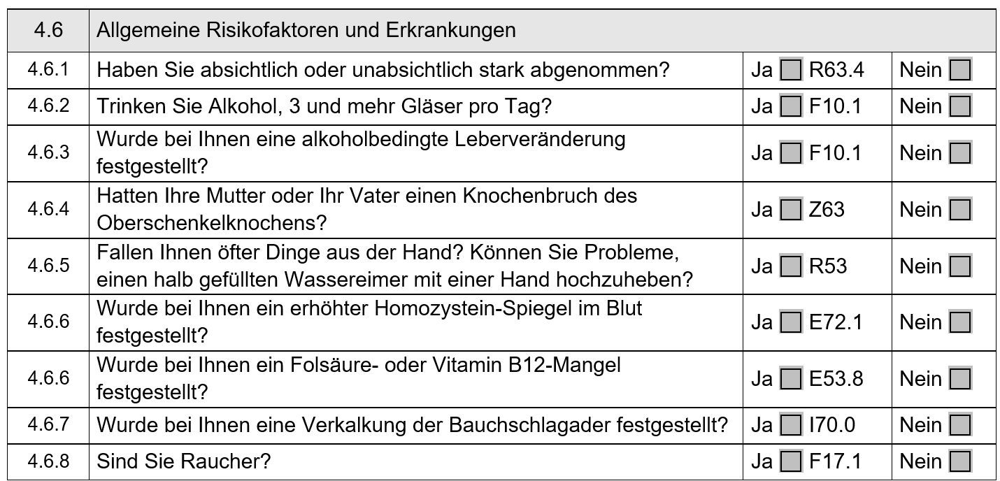 4.6 Allgemeine Risikofaktoren und Erkrankungen
4.6.1 Haben Sie absichtlich oder unabsichtlich stark abgenommen? Ja R63.4 Nein
4.6.2 Trinken Sie Alkohol, 3 und mehr Gläser pro Tag? Ja F10.1 Nein
4.6.3 Wurde bei Ihnen eine alkoholbedingte Leberveränderung
festgestellt? Ja F10.1 Nein
4.6.4 Hatten Ihre Mutter oder Ihr Vater einen Knochenbruch des
Oberschenkelknochens? Ja Z63 Nein
4.6.5 Fallen Ihnen öfter Dinge aus der Hand? Können Sie Probleme,
einen halb gefüllten Wassereimer mit einer Hand hochzuheben? Ja R53 Nein
4.6.6 Wurde bei Ihnen ein erhöhter Homozystein-Spiegel im Blut
festgestellt? Ja E72.1 Nein
4.6.6 Wurde bei Ihnen ein Folsäure- oder Vitamin B12-Mangel
festgestellt? Ja E53.8 Nein
4.6.7 Wurde bei Ihnen eine Verkalkung der Bauchschlagader festgestellt? Ja I70.0 Nein
4.6.8 Sind Sie Raucher? Ja F17.1 Nein